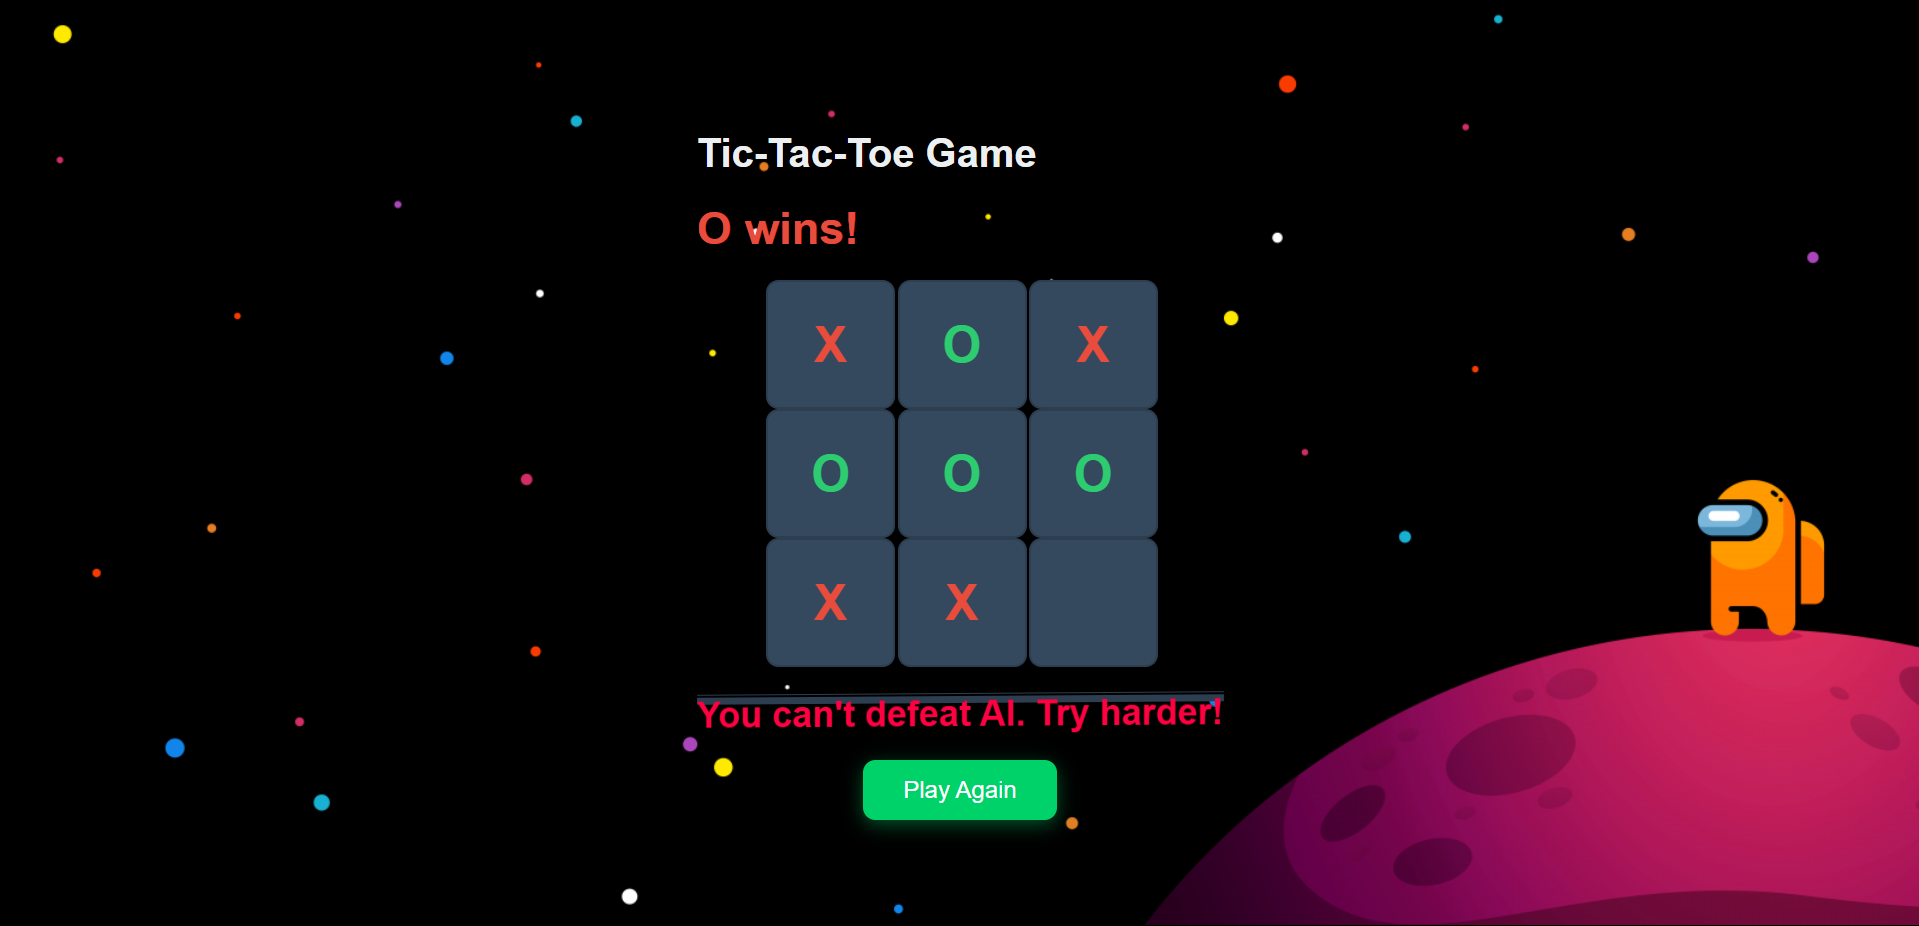 Tic-Tac-Toe Game
O wins!
X O X
O O O
X X
You can't defeat AI. Try harder!
Play Again